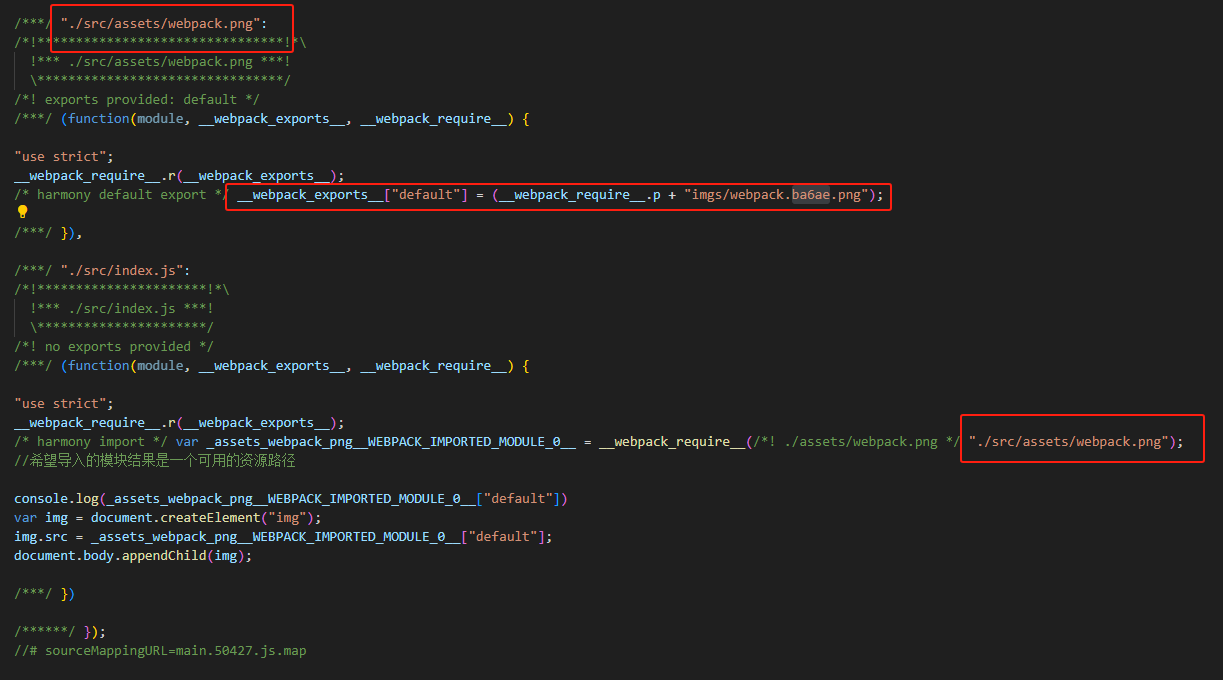 /***/ "./src/assets/webpack.png":
/*!********************************!*\
!*** ./src/assets/webpack.png ***!
\********************************/
/*! exports provided: default */
/***/ (function(module, __webpack_exports__, __webpack_require__) {
"use strict";
__webpack_require__.r(__webpack_exports__);
/* harmony default export */ __webpack_exports__["default"] = (__webpack_require__.p + "imgs/webpack.ba6ae.png");
/***/ }),
/***/ "./src/index.js":
/*!**********************!*\
!*** ./src/index.js ***!
\**********************/
/*! no exports provided */
/***/ (function(module, __webpack_exports__, __webpack_require__) {
"use strict";
__webpack_require__.r(__webpack_exports__);
/* harmony import */ var _assets_webpack_png__WEBPACK_IMPORTED_MODULE_0__ = __webpack_require__(/*! ./assets/webpack.png */ "./src/assets/webpack.png");
//希望导入的模块结果是一个可用的资源路径
console.log(_assets_webpack_png__WEBPACK_IMPORTED_MODULE_0__["default"])
var img = document.createElement("img");
img.src = _assets_webpack_png__WEBPACK_IMPORTED_MODULE_0__["default"];
document.body.appendChild(img);
/***/ })
/******/ });
//# sourceMappingURL=main.50427.js.map